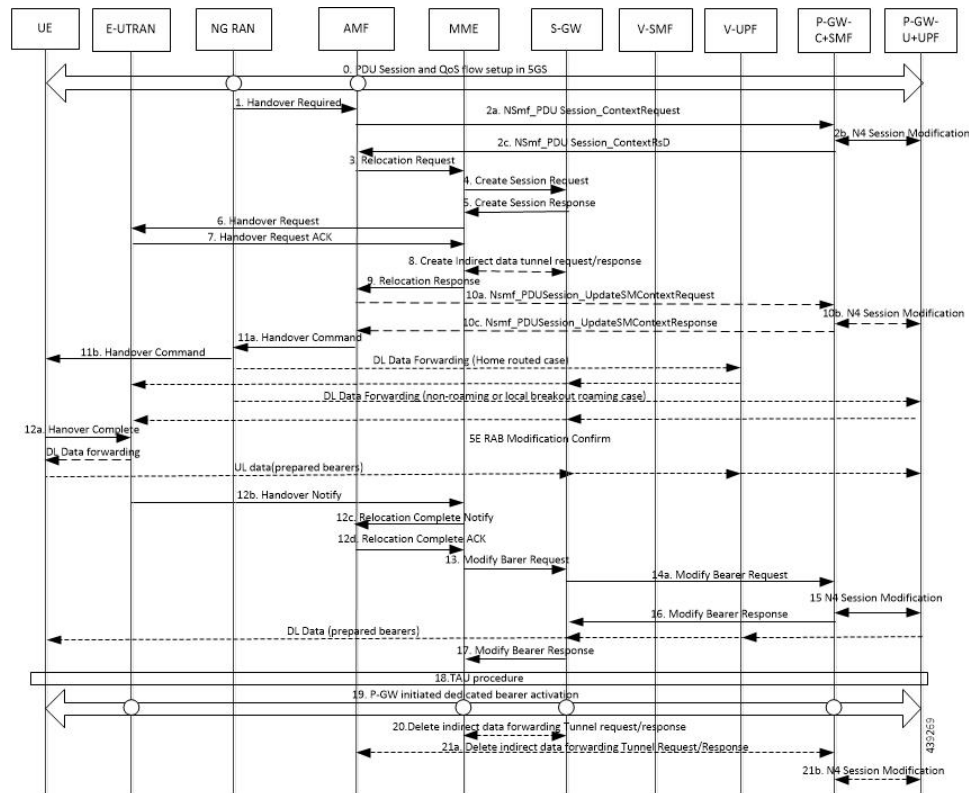 UE
E-UTRAN
NG RAN
AMF
MME
S-GW
V-SMF
V-UPF
P-GW-
C+SMF
P-GW-
U+UPF
0. PDU Session and QoS flow setup in 5GS
1. Handover Required
2a. NSmf_PDU Session_ContextRequest
2b. N4 Session Modification
2c. NSmf_PDU Session_ContextRsD
3. Relocation Request
4. Create Session Request
5. Create Session Response
6. Handover Request
7. Handover Request ACK
8. Create Indirect data tunnel request/response
9. Relocation Response
10a. Nsmf_PDUSession_UpdateSMContextRequest
10b. N4 Session Modification
10c. Nsmf_PDUSession_UpdateSMContextResponse
11a. Handover Command
11b. Handover Command
DL Data Forwarding (Home routed case)
DL Data Forwarding (non-roaming or local breakout roaming case)
12a. Hanover Complete
5E RAB Modification Confirm
DL Data forwarding
UL data(prepared bearers)
12b. Handover Notify
12c. Relocation Complete Notify
12d. Relocation Complete ACK
13. Modify Barer Request
14a. Modify Bearer Request
15 N4 Session Modification
16. Modify Bearer Response
DL Data (prepared bearers)
17. Modify Bearer Response
18.TAU procedure
19. P-GW initiated dedicated bearer activation
20.Delete indirect data forwarding Tunnel request/response
21a. Delete indirect data forwarding Tunnel Request/Response
21b. N4 Session Modification
439269